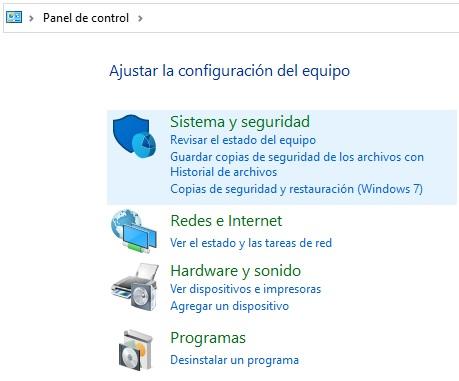 Panel de control
Ajustar la configuración del equipo
Sistema y seguridad
Revisar el estado del equipo
Guardar copias de seguridad de los archivos con
Historial de archivos
Copias de seguridad y restauración (Windows 7)
Redes e Internet
Ver el estado y las tareas de red
Hardware y sonido
Ver dispositivos e impresoras
Agregar un dispositivo
Programas
Desinstalar un programa